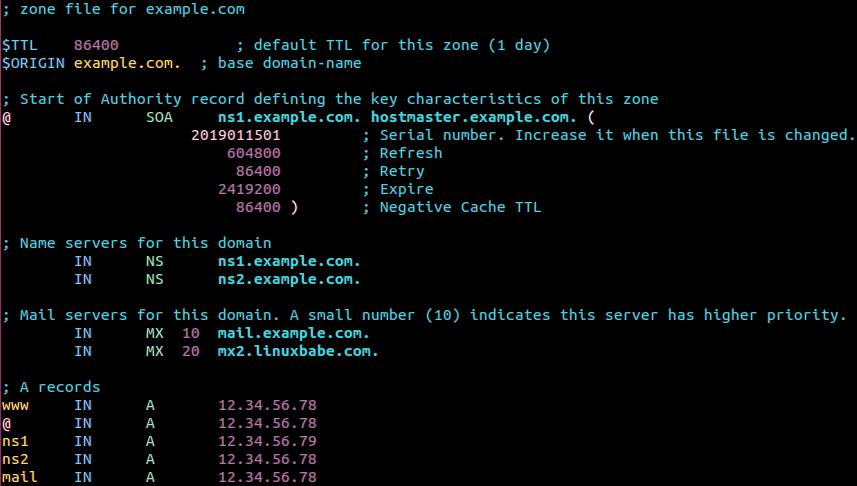 ; zone file for example.com
$TTL 86400 ; default TTL for this zone (1 day)
$ORIGIN example.com. ; base domain-name
; Start of Authority record defining the key characteristics of this zone
@ IN SOA ns1.example.com. hostmaster.example.com. (
2019011501 ; Serial number. Increase it when this file is changed.
604800 ; Refresh
86400 ; Retry
2419200 ; Expire
86400 ) ; Negative Cache TTL
; Name servers for this domain
IN NS ns1.example.com.
IN NS ns2.example.com.
; Mail servers for this domain. A small number (10) indicates this server has higher priority.
IN MX 10 mail.example.com.
IN MX 20 mx2.linuxbabe.com.
; A records
www IN A 12.34.56.78
@ IN A 12.34.56.78
ns1 IN A 12.34.56.79
ns2 IN A 12.34.56.78
mail IN A 12.34.56.78